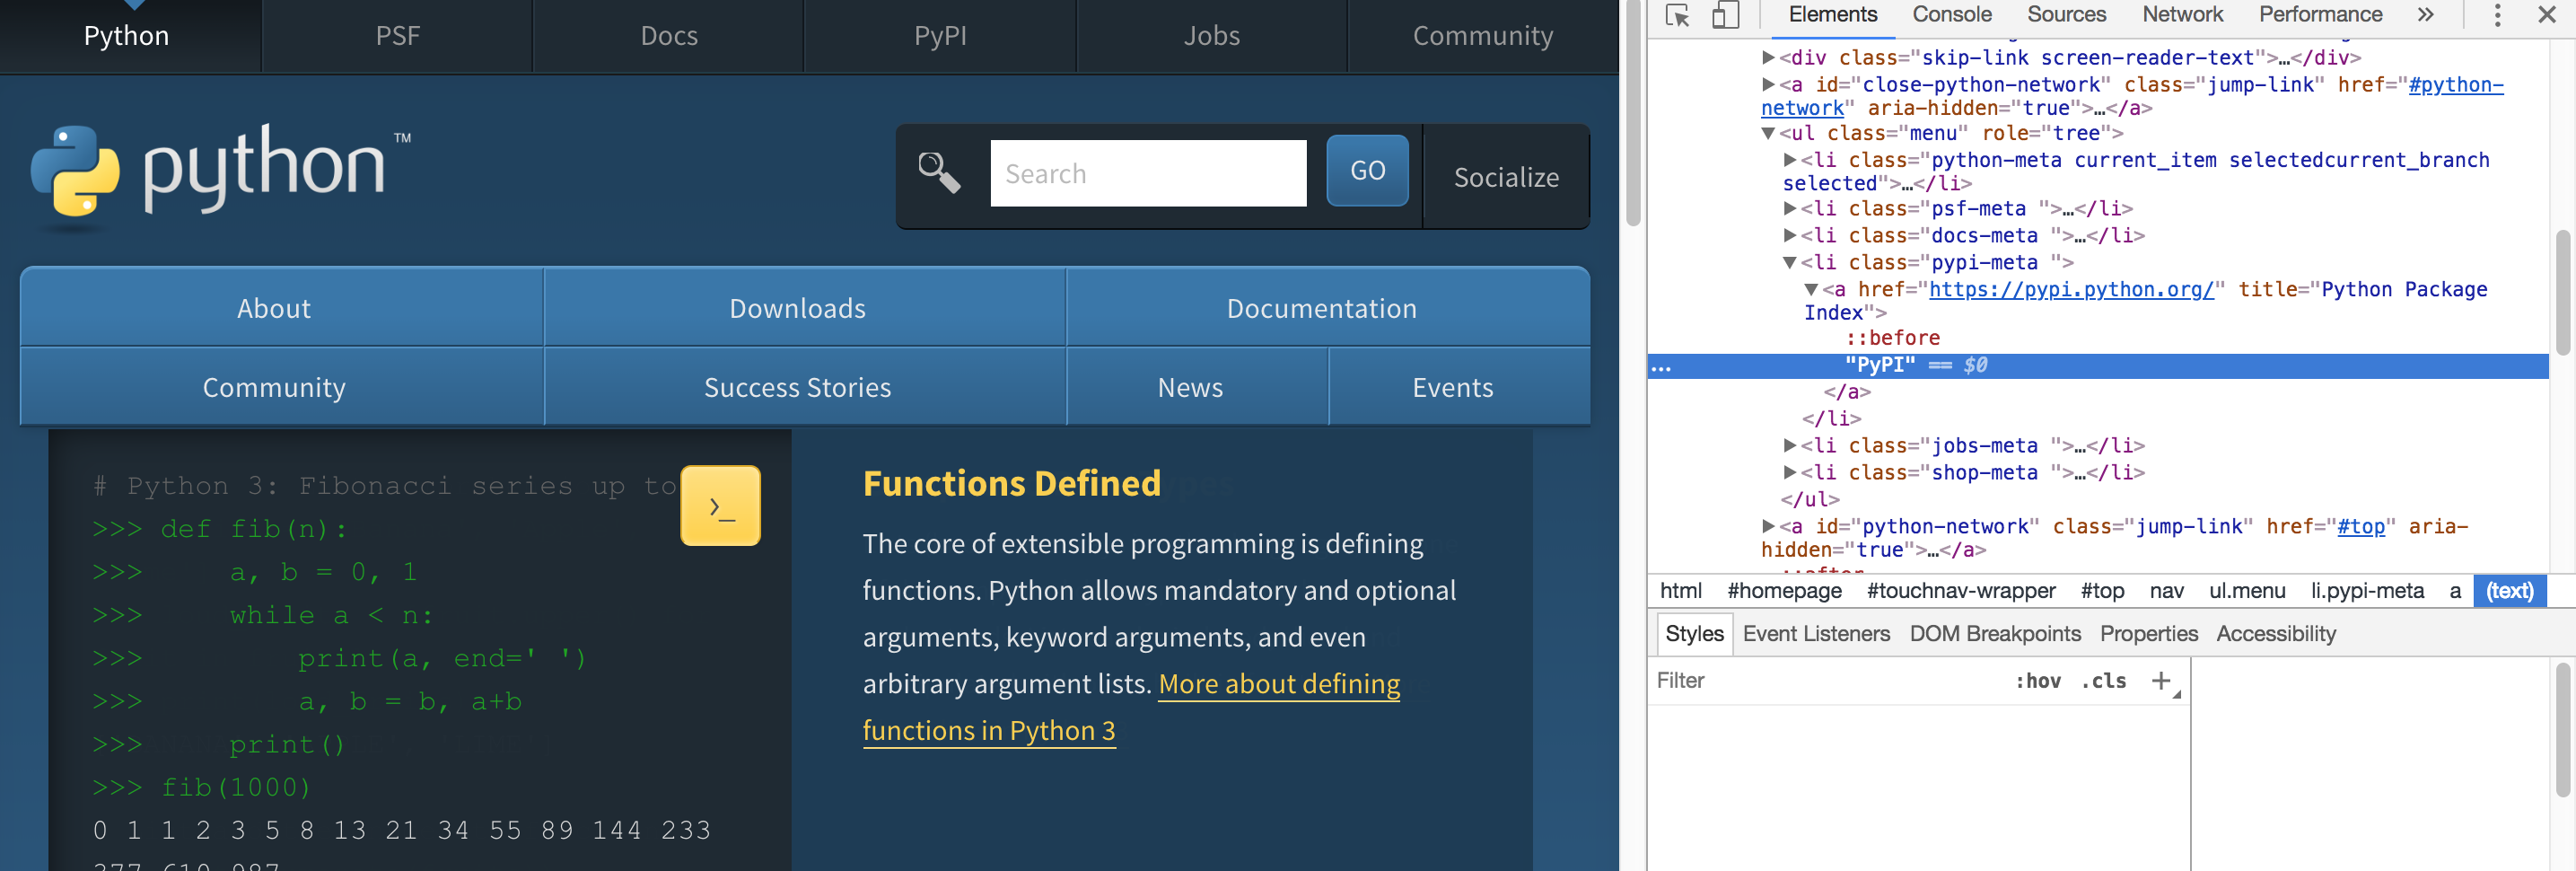 Python
PSF
Docs
PyPI
Jobs
Community
python™
Search
GO
Socialize
About
Downloads
Documentation
Community
Success Stories
News
Events
# Python 3: Fibonacci series up to
>>> def fib(n):
>>>     a, b = 0, 1
>>>     while a < n:
>>>         print(a, end=' ')
>>>         a, b = b, a+b
>>>     print()
>>> fib(1000)
0 1 1 2 3 5 8 13 21 34 55 89 144 233
377 610 987
>_
Functions Defined
The core of extensible programming is defining
functions. Python allows mandatory and optional
arguments, keyword arguments, and even
arbitrary argument lists. More about defining
functions in Python 3
Elements
Console
Sources
Network
Performance
»
<div class="skip-link screen-reader-text">…</div>
<a id="close-python-network" class="jump-link" href="#python-
network" aria-hidden="true">…</a>
<ul class="menu" role="tree">
<li class="python-meta current_item selectedcurrent_branch
selected">…</li>
<li class="psf-meta ">…</li>
<li class="docs-meta ">…</li>
<li class="pypi-meta ">
<a href="https://pypi.python.org/" title="Python Package
Index">
::before
... "PyPI" == $0
</a>
</li>
<li class="jobs-meta ">…</li>
<li class="shop-meta ">…</li>
</ul>
<a id="python-network" class="jump-link" href="#top" aria-
hidden="true">…</a>
::after
html #homepage #touchnav-wrapper #top nav ul.menu li.pypi-meta a (text)
Styles
Event Listeners
DOM Breakpoints
Properties
Accessibility
Filter
:hov .cls +